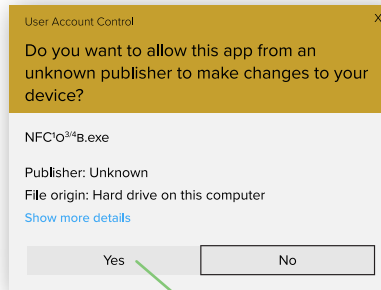 User Account Control
X
Do you want to allow this app from an
unknown publisher to make changes to your
device?
NFC¹O³/⁴B.exe
Publisher: Unknown
File origin: Hard drive on this computer
Show more details
Yes
No